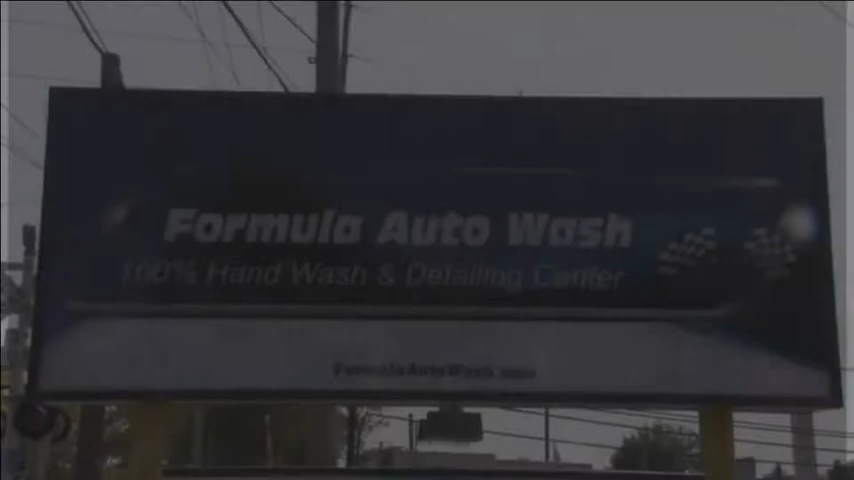 Formula Auto Wash
100% Hand Wash & Detailing Center
FormulaAutoWash.com